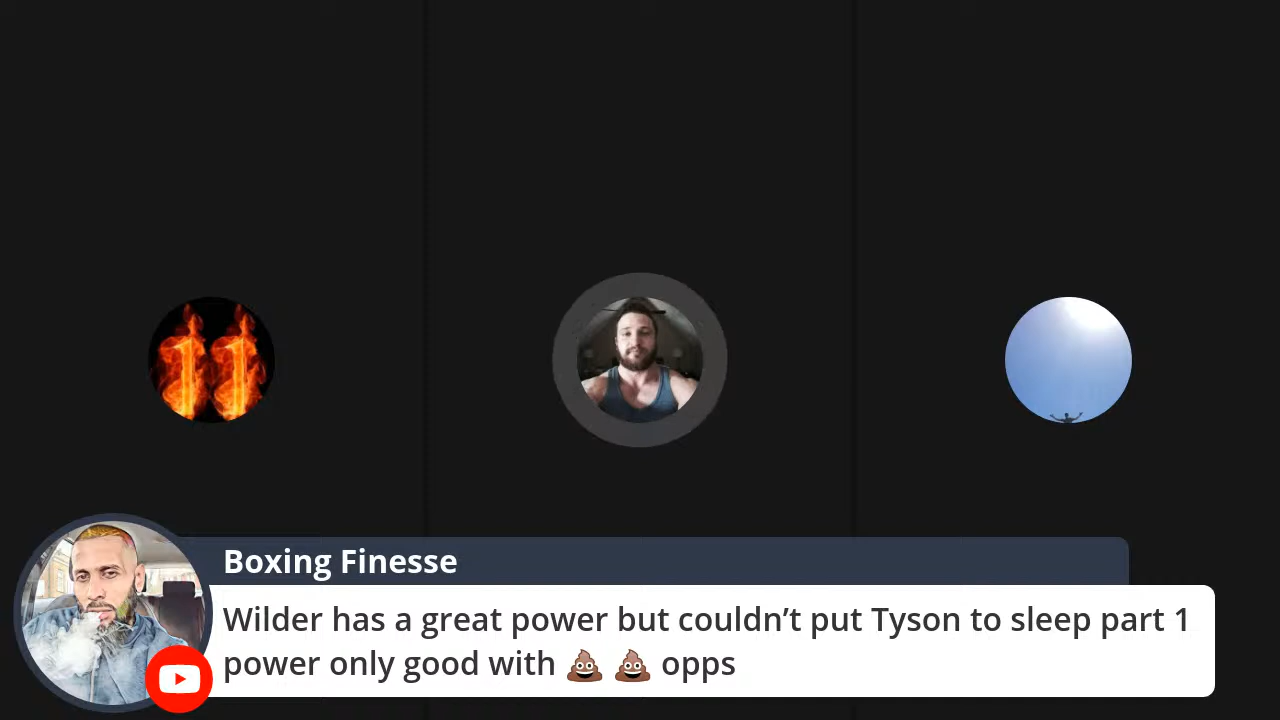 Boxing Finesse
Wilder has a great power but couldn’t put Tyson to sleep part 1
power only good with 💩 💩 opps